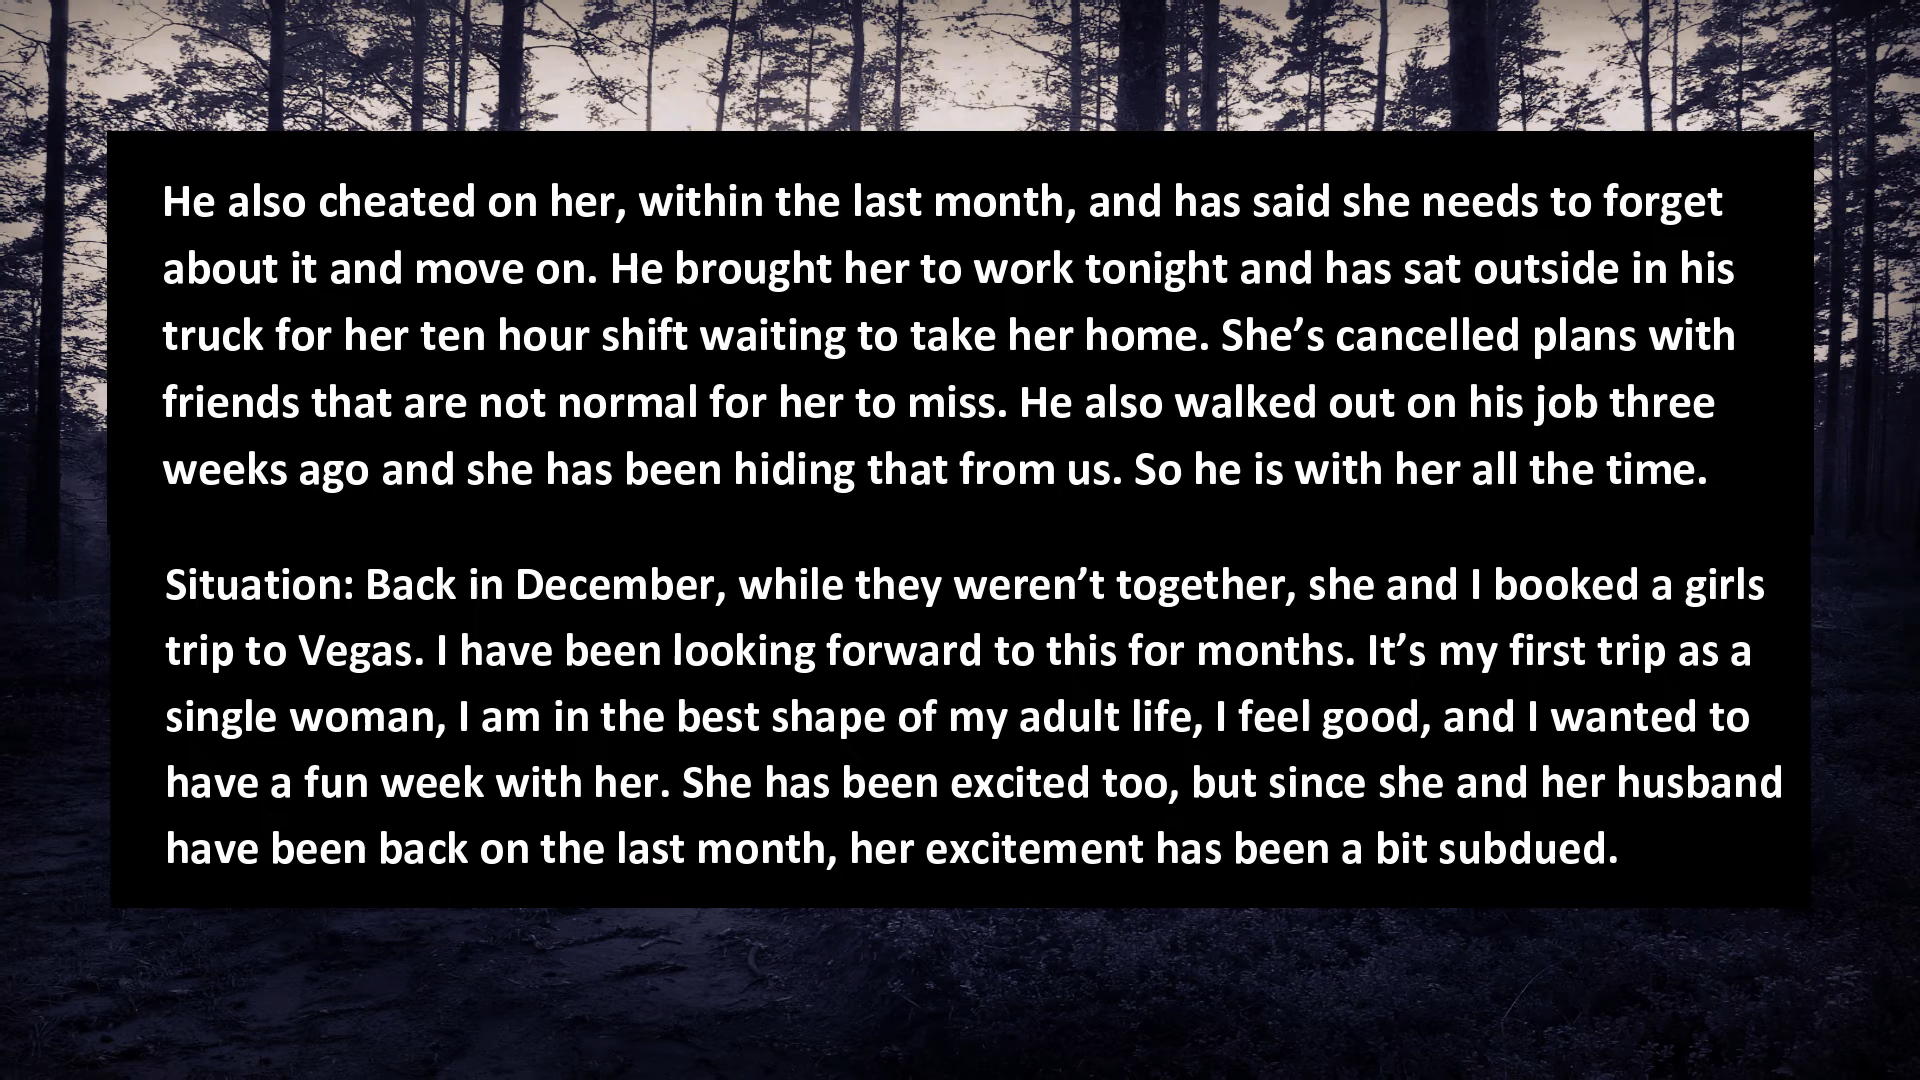 He also cheated on her, within the last month, and has said she needs to forget
about it and move on. He brought her to work tonight and has sat outside in his
truck for her ten hour shift waiting to take her home. She’s cancelled plans with
friends that are not normal for her to miss. He also walked out on his job three
weeks ago and she has been hiding that from us. So he is with her all the time.
Situation: Back in December, while they weren’t together, she and I booked a girls
trip to Vegas. I have been looking forward to this for months. It’s my first trip as a
single woman, I am in the best shape of my adult life, I feel good, and I wanted to
have a fun week with her. She has been excited too, but since she and her husband
have been back on the last month, her excitement has been a bit subdued.